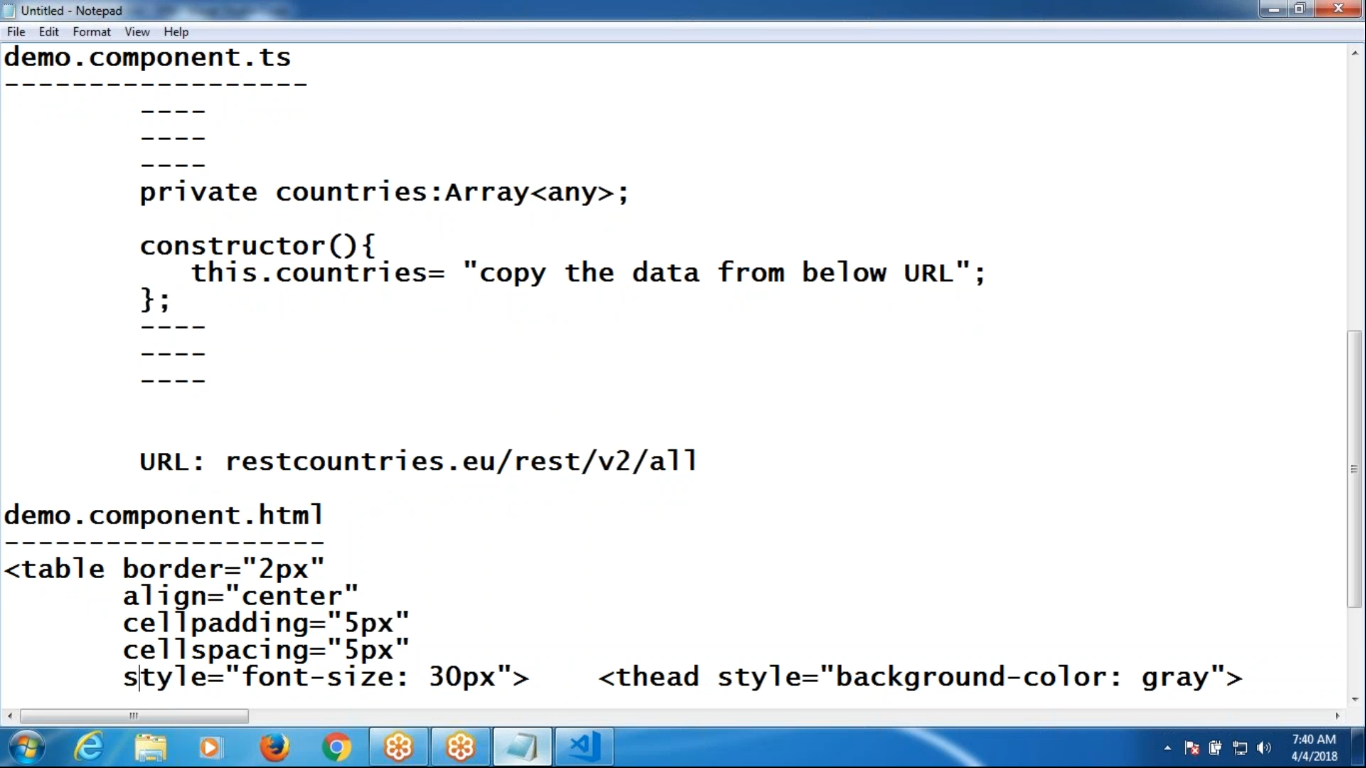 Untitled - Notepad
File Edit Format View Help
demo.component.ts
------------------
----
----
----
private countries:Array<any>;
constructor(){
this.countries= "copy the data from below URL";
};
----
----
----
URL: restcountries.eu/rest/v2/all
demo.component.html
-------------------
<table border="2px"
align="center"
cellpadding="5px"
cellspacing="5px"
style="font-size: 30px"> <thead style="background-color: gray">
7:40 AM
4/4/2018